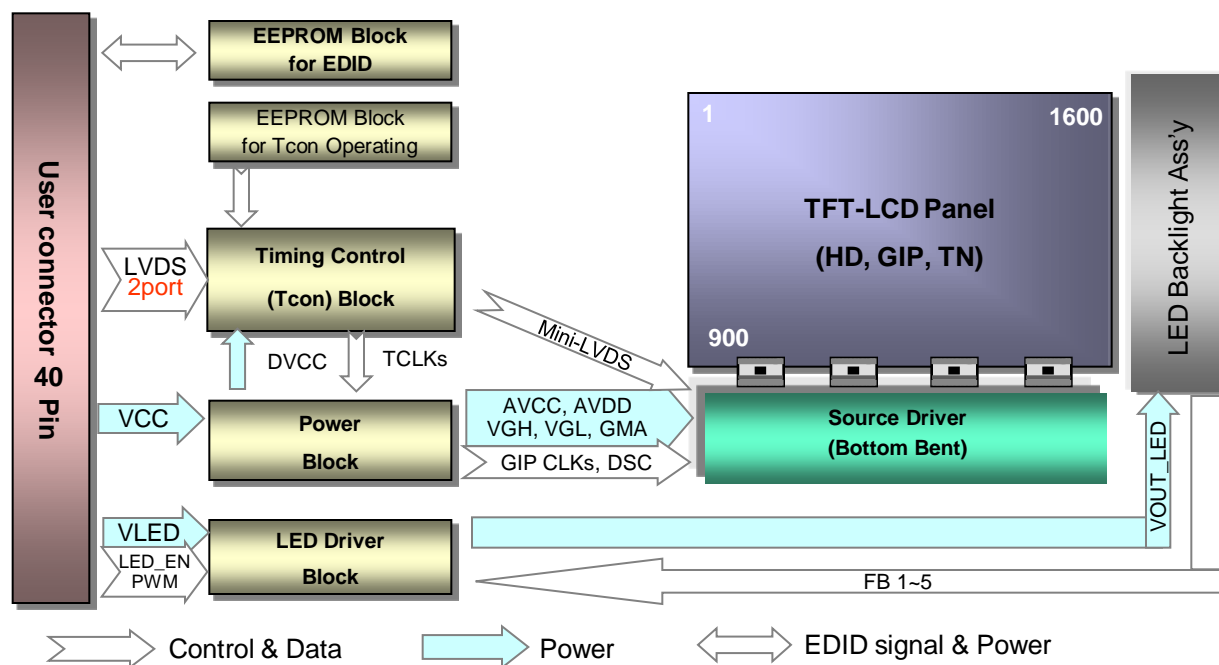 User connector 40 Pin
EEPROM Block
for EDID
EEPROM Block
for Tcon Operating
LVDS
2port
Timing Control
(Tcon) Block
DVCC
TCLKs
VCC
Power
Block
VLED
LED_EN
PWM
LED Driver
Block
Mini-LVDS
AVCC, AVDD
VGH, VGL, GMA
GIP CLKs, DSC
1
1600
TFT-LCD Panel
(HD, GIP, TN)
900
Source Driver
(Bottom Bent)
LED Backlight Ass'y
VOUT_LED
FB 1~5
Control & Data
Power
EDID signal & Power